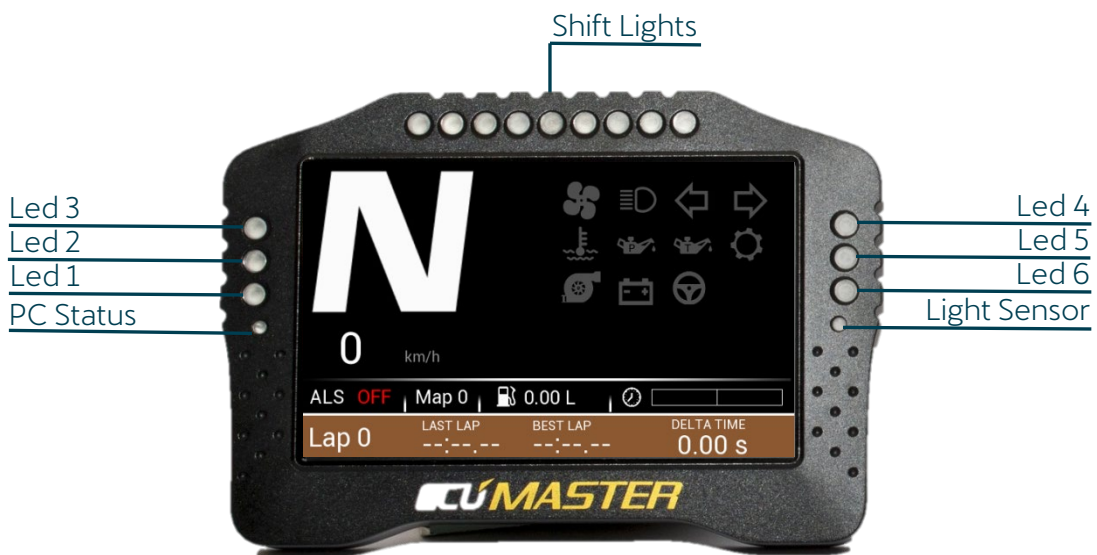 Shift Lights
Led 3
Led 2
Led 1
PC Status
Led 4
Led 5
Led 6
Light Sensor
N
0 km/h
P
ALS OFF Map 0 0.00 L
Lap 0
LAST LAP
--:--.--
BEST LAP
--:--.--
DELTA TIME
0.00 s
ECUMASTER